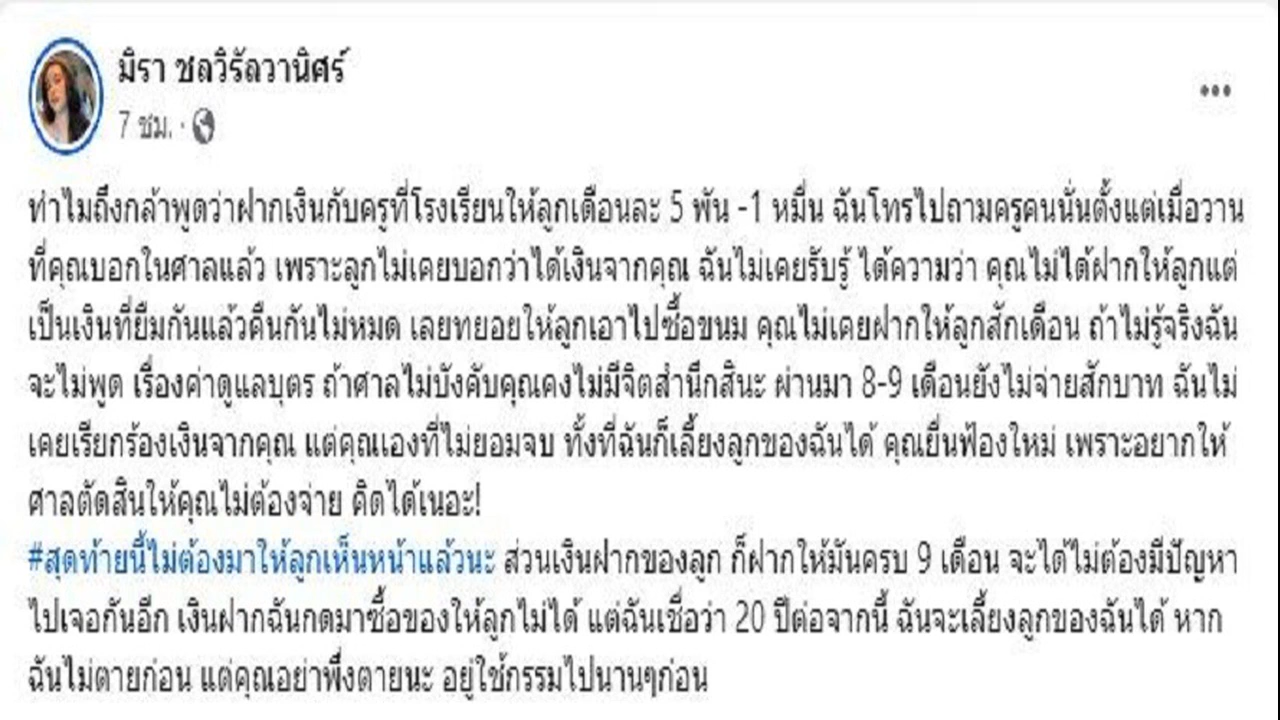 มิรา ชลวิรัลวานิศร์
7 ชม. ·
ทำไมถึงกล้าพูดว่าฝากเงินกับครูที่โรงเรียนให้ลูกเดือนละ 5 พัน -1 หมื่น ฉันโทรไปถามครูคนนั่นตั้งแต่เมื่อวาน
ที่คุณบอกในศาลแล้ว เพราะลูกไม่เคยบอกว่าได้เงินจากคุณ ฉันไม่เคยรับรู้ ได้ความว่า คุณไม่ได้ฝากให้ลูกแต่
เป็นเงินที่ยืมกันแล้วคืนกันไม่หมด เลยทยอยให้ลูกเอาไปซื้อขนม คุณไม่เคยฝากให้ลูกสักเดือน ถ้าไม่รู้จริงฉัน
จะไม่พูด เรื่องค่าดูแลบุตร ถ้าศาลไม่บังคับคุณคงไม่มีจิตสำนึกสินะ ผ่านมา 8-9 เดือนยังไม่จ่ายสักบาท ฉันไม่
เคยเรียกร้องเงินจากคุณ แต่คุณเองที่ไม่ยอมจบ ทั้งที่ฉันก็เลี้ยงลูกของฉันได้ คุณยื่นฟ้องใหม่ เพราะอยากให้
ศาลตัดสินให้คุณไม่ต้องจ่าย คิดได้เนอะ!
#สุดท้ายนี้ไม่ต้องมาให้ลูกเห็นหน้าแล้วนะ ส่วนเงินฝากของลูก ก็ฝากให้มันครบ 9 เดือน จะได้ไม่ต้องมีปัญหา
ไปเจอกันอีก เงินฝากฉันกดมาซื้อของให้ลูกไม่ได้ แต่ฉันเชื่อว่า 20 ปีต่อจากนี้ ฉันจะเลี้ยงลูกของฉันได้ หาก
ฉันไม่ตายก่อน แต่คุณอย่าพึ่งตายนะ อยู่ใช้กรรมไปนานๆก่อน